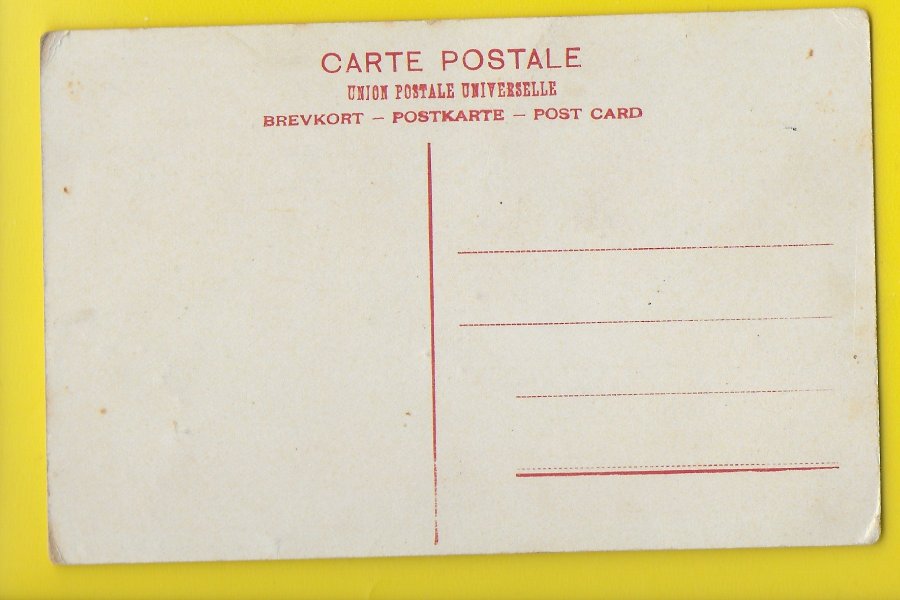 CARTE POSTALE
UNION POSTALE UNIVERSELLE
BREVKORT — POSTKARTE — POST CARD